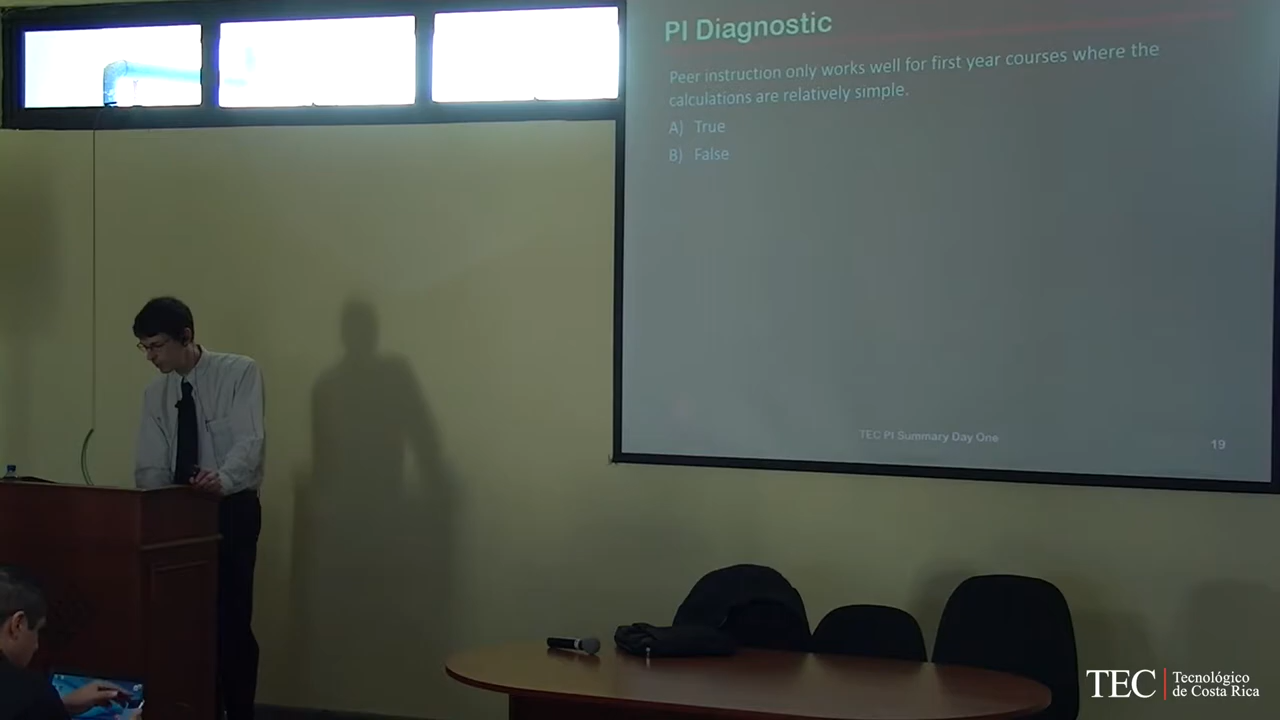 PI Diagnostic
Peer instruction only works well for first year courses where the
calculations are relatively simple.
A) True
B) False
TEC PI Summary Day One
19
TEC | Tecnológico
de Costa Rica